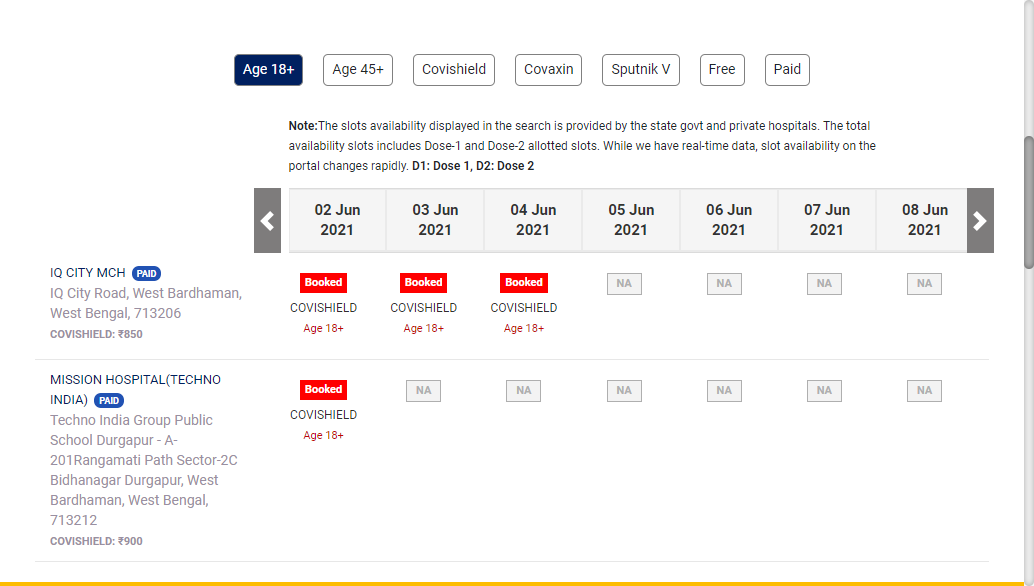 Age 18+ Age 45+ Covishield Covaxin Sputnik V Free Paid
Note:The slots availability displayed in the search is provided by the state govt and private hospitals. The total
availability slots includes Dose-1 and Dose-2 allotted slots. While we have real-time data, slot availability on the
portal changes rapidly. D1: Dose 1, D2: Dose 2
02 Jun 03 Jun 04 Jun 05 Jun 06 Jun 07 Jun 08 Jun
2021 2021 2021 2021 2021 2021 2021
IQ CITY MCH PAID
IQ City Road, West Bardhaman,
West Bengal, 713206
COVISHIELD: ₹850
Booked Booked Booked NA NA NA NA
COVISHIELD COVISHIELD COVISHIELD
Age 18+ Age 18+ Age 18+
MISSION HOSPITAL(TECHNO
INDIA) PAID
Techno India Group Public
School Durgapur - A-
201Rangamati Path Sector-2C
Bidhanagar Durgapur, West
Bardhaman, West Bengal,
713212
COVISHIELD: ₹900
Booked NA NA NA NA NA NA
COVISHIELD
Age 18+